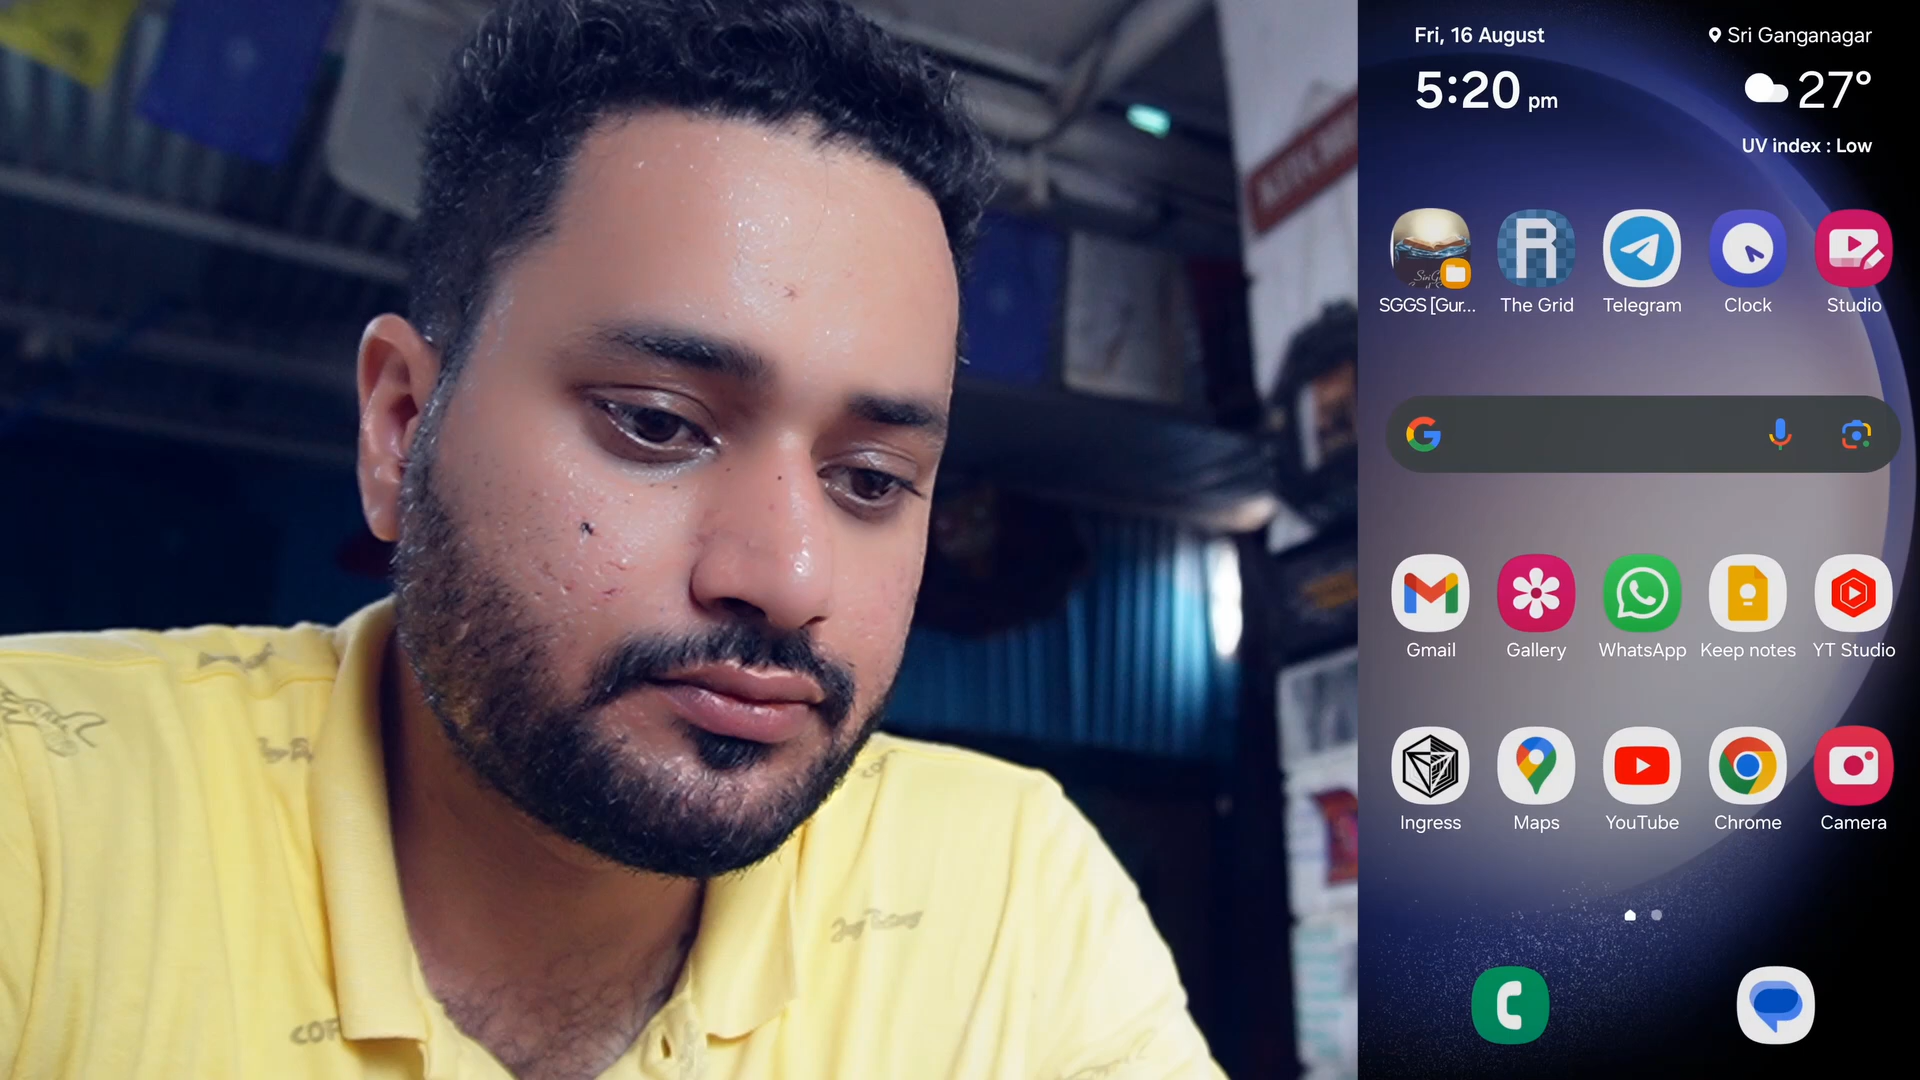 Fri, 16 August
Sri Ganganagar
5:20 pm
27°
UV index : Low
SGGS [Gur...
The Grid
Telegram
Clock
Studio
Gmail
Gallery
WhatsApp
Keep notes
YT Studio
Ingress
Maps
YouTube
Chrome
Camera